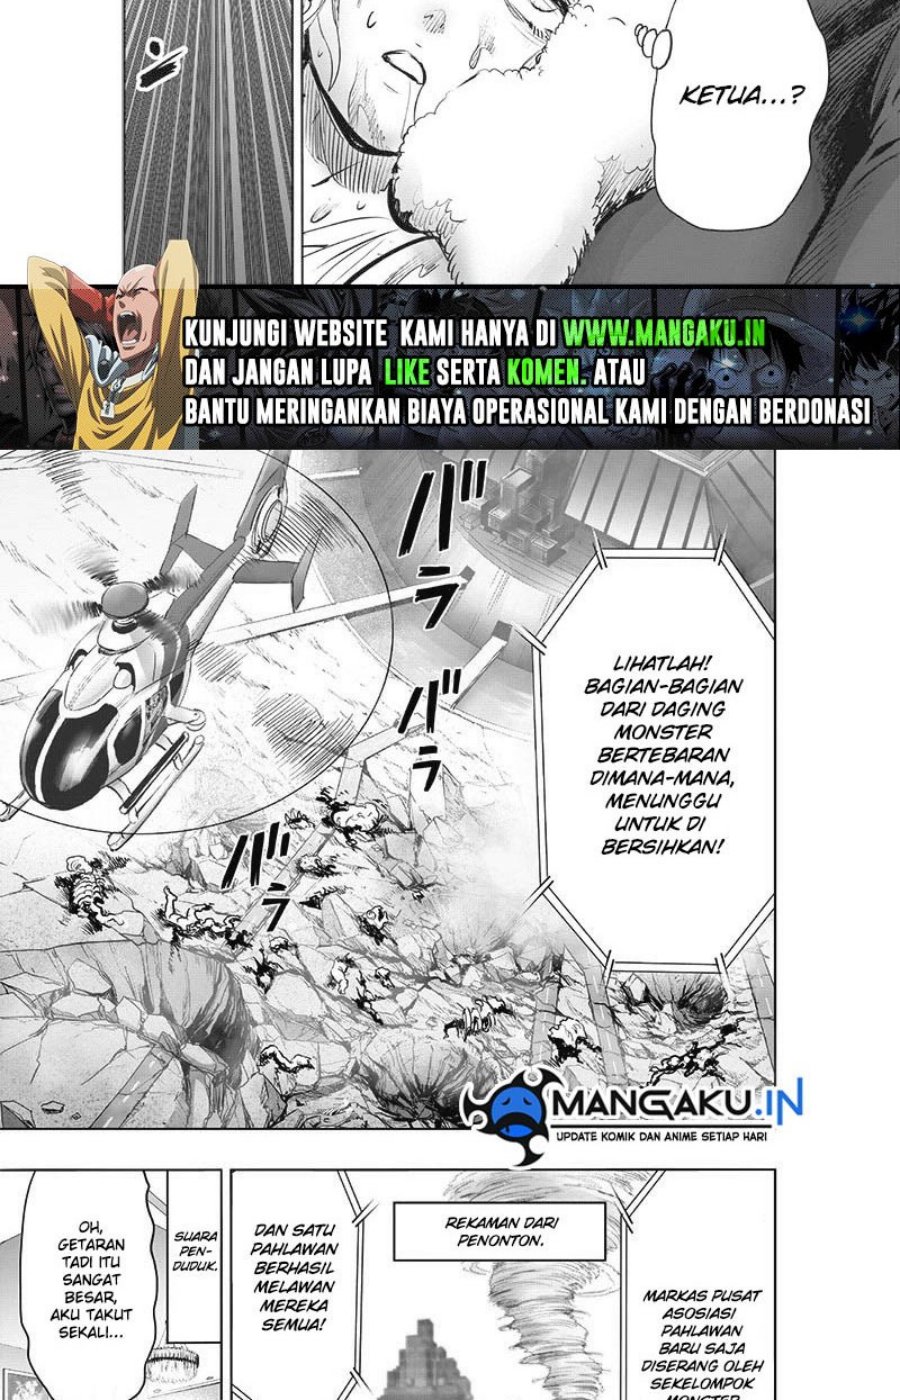 KETUA...?
KUNJUNGI WEBSITE KAMI HANYA DI WWW.MANGAKU.IN
DAN JANGAN LUPA LIKE SERTA KOMEN. ATAU
BANTU MERINGANKAN BIAYA OPERASIONAL KAMI DENGAN BERDONASI
バ
ラ
バ
ラ
バ
ラ
LIHATLAH!
BAGIAN-BAGIAN
DARI DAGING
MONSTER
BERTEBARAN
DIMANA-MANA,
MENUNGGU
UNTUK DI
BERSIHKAN!
MANGAKU.IN
UPDATE KOMIK DAN ANIME SETIAP HARI
MARKAS PUSAT
ASOSIASI
PAHLAWAN
BARU SAJA
DISERANG OLEH
SEKELOMPOK
MONSTER
REKAMAN DARI
PENONTON.
DAN SATU
PAHLAWAN
BERHASIL
MELAWAN
MEREKA
SEMUA!
SUARA
PEN-
DUDUK.
OH,
GETARAN
TADI ITU
SANGAT
BESAR,
AKU TAKUT
SEKALI...